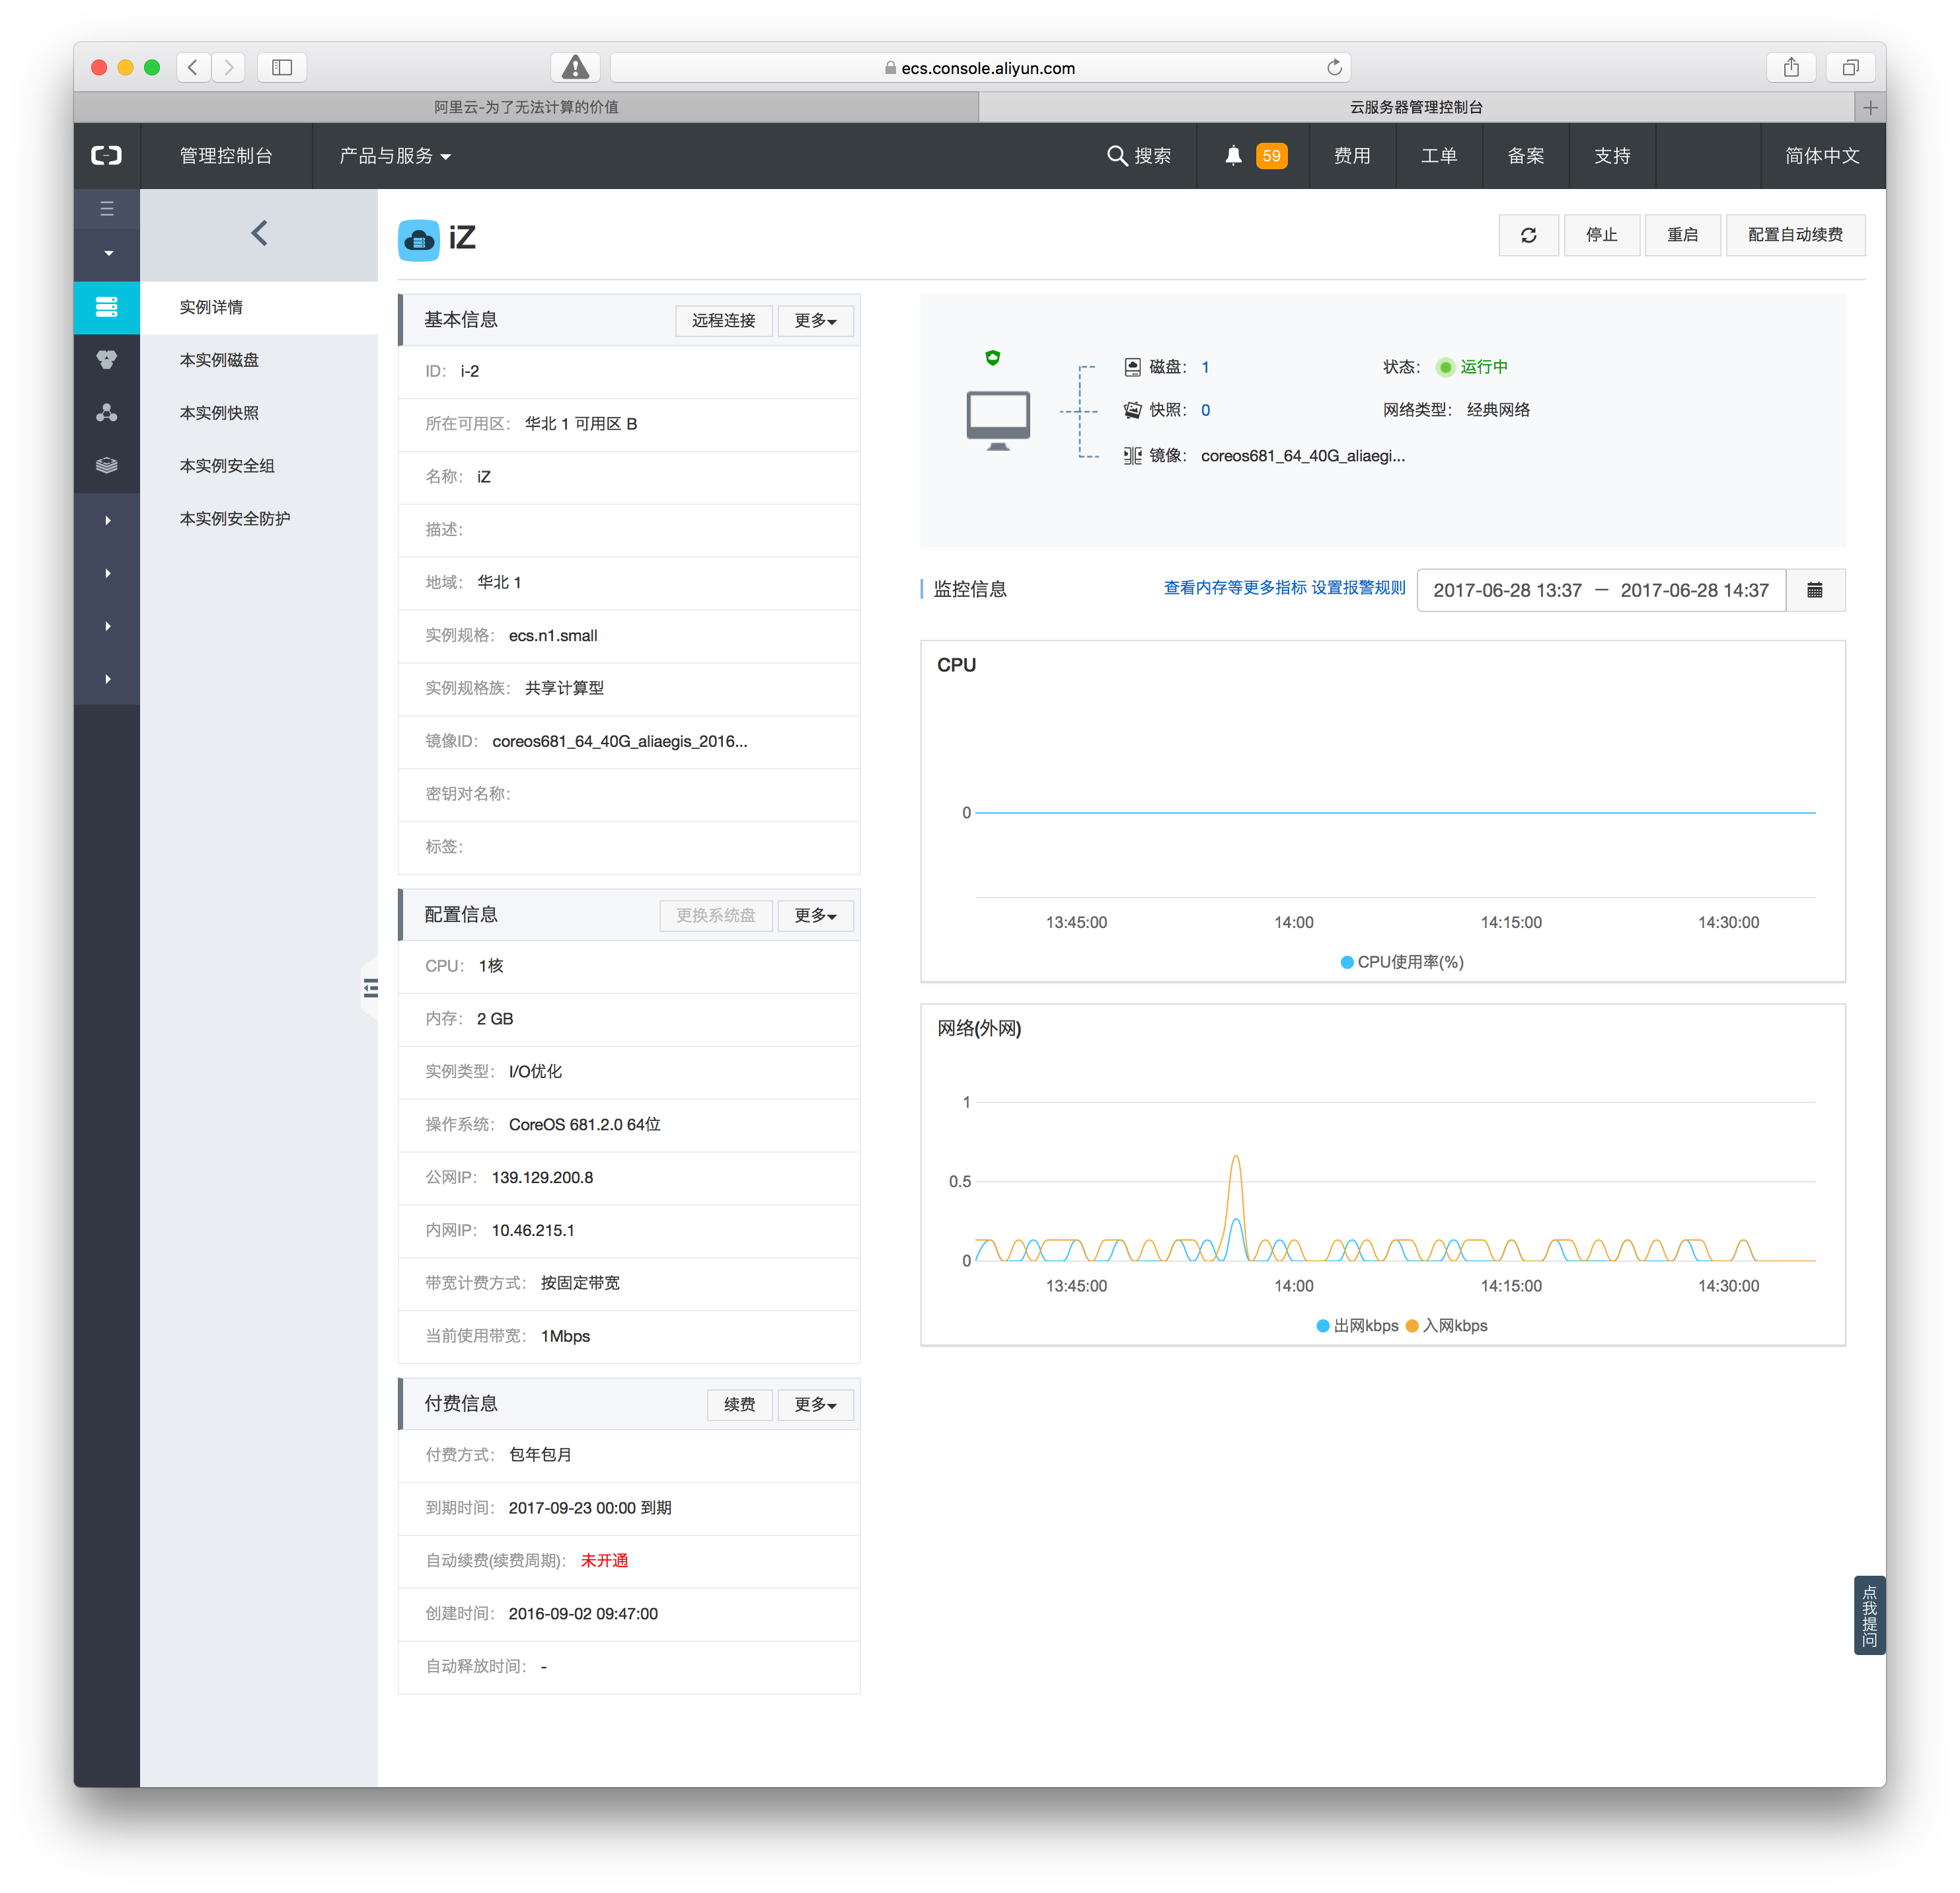 ecs.console.aliyun.com
阿里云-为了无法计算的价值
云服务器管理控制台
管理控制台 产品与服务 搜索 59 费用 工单 备案 支持 简体中文
iZ
停止 重启 配置自动续费
实例详情
本实例磁盘
本实例快照
本实例安全组
本实例安全防护
基本信息 远程连接 更多
ID: i-2
所在可用区: 华北 1 可用区 B
名称: iZ
描述:
地域: 华北 1
实例规格: ecs.n1.small
实例规格族: 共享计算型
镜像ID: coreos681_64_40G_aliaegis_2016...
密钥对名称:
标签:
配置信息 更换系统盘 更多
CPU: 1核
内存: 2 GB
实例类型: I/O优化
操作系统: CoreOS 681.2.0 64位
公网IP: 139.129.200.8
内网IP: 10.46.215.1
带宽计费方式: 按固定带宽
当前使用带宽: 1Mbps
付费信息 续费 更多
付费方式: 包年包月
到期时间: 2017-09-23 00:00 到期
自动续费(续费周期): 未开通
创建时间: 2016-09-02 09:47:00
自动释放时间: -
磁盘: 1 状态: 运行中
快照: 0 网络类型: 经典网络
镜像: coreos681_64_40G_aliaegi...
监控信息 查看内存等更多指标 设置报警规则 2017-06-28 13:37 — 2017-06-28 14:37
CPU
0
13:45:00 14:00 14:15:00 14:30:00
CPU使用率(%)
网络(外网)
1
0.5
0
13:45:00 14:00 14:15:00 14:30:00
出网kbps 入网kbps
点我提问